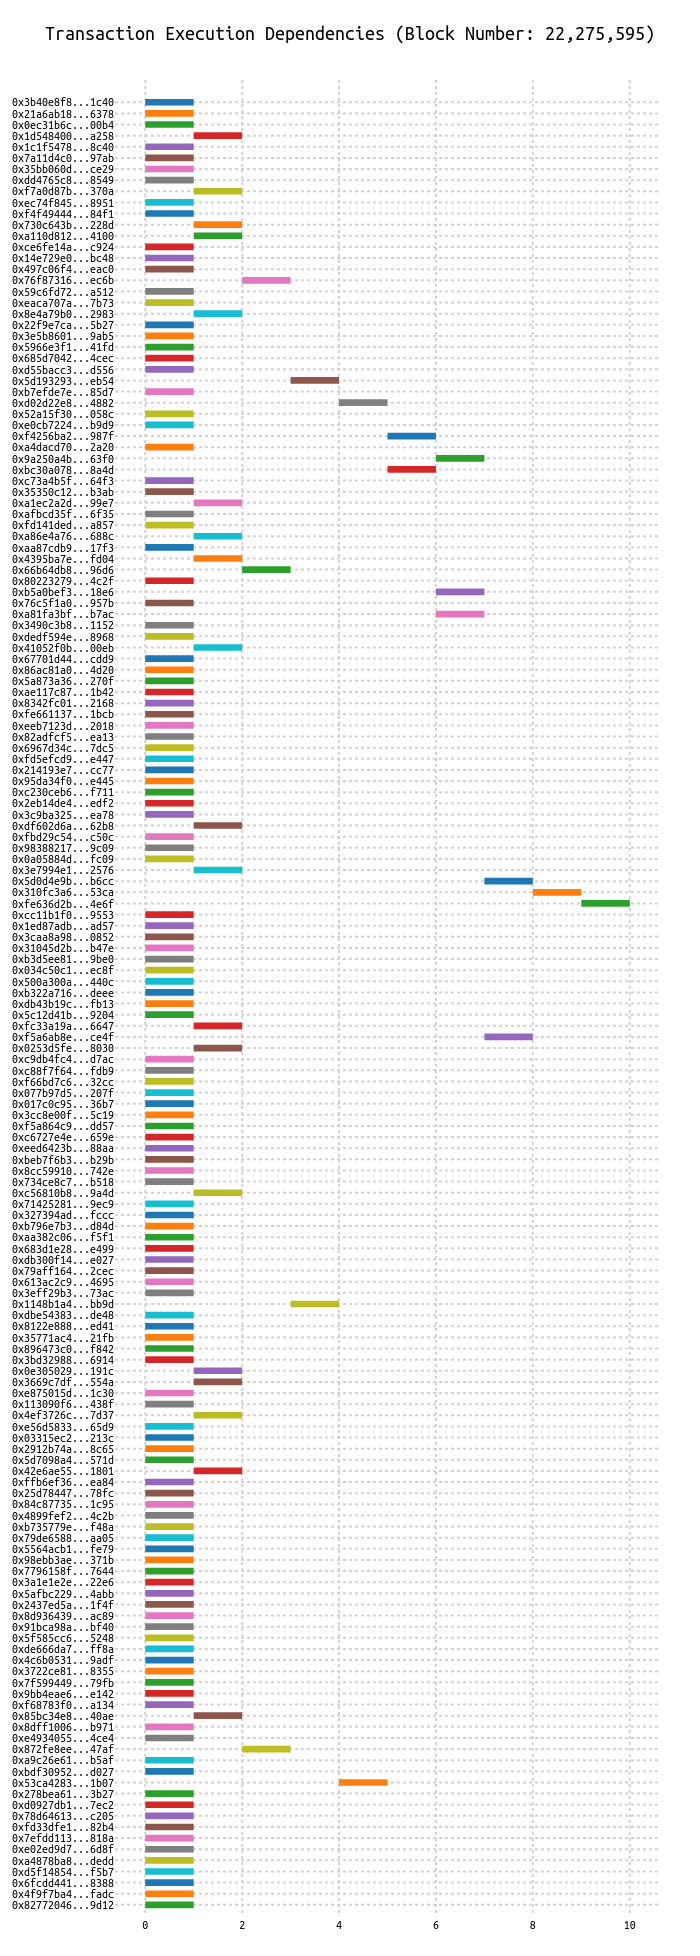 Transaction Execution Dependencies (Block Number: 22,275,595)
0x3b40e8f8...1c40
0x21a6ab18...6378
0x0ec31b6c...00b4
0x1d548400...a258
0x1c1f5478...8c40
0x7a11d4c0...97ab
0x35bb060d...ce29
0xdd4765c8...8549
0xf7a0d87b...370a
0xec74f845...8951
0xf4f49444...84f1
0x730c643b...228d
0xa110d812...4100
0xce6fe14a...c924
0x14e729e0...bc48
0x497c06f4...eac0
0x76f87316...ec6b
0x59c6fd72...a512
0xeaca707a...7b73
0x8e4a79b0...2983
0x22f9e7ca...5b27
0x3e5b8601...9ab5
0x5966e3f1...41fd
0x685d7042...4cec
0xd55bacc3...d556
0x5d193293...eb54
0xb7efde7e...85d7
0xd02d22e8...4882
0x52a15f30...058c
0xe0cb7224...b9d9
0xf4256ba2...987f
0xa4dacd70...2a20
0x9a250a4b...63f0
0xbc30a078...8a4d
0xc73a4b5f...64f3
0x35350c12...b3ab
0xa1ec2a2d...99e7
0xafbcd35f...6f35
0xfd141ded...a857
0xa86e4a76...688c
0xaa87cdb9...17f3
0x4395ba7e...fd04
0x66b64db8...96d6
0x80223279...4c2f
0xb5a0bef3...18e6
0x76c5f1a0...957b
0xa81fa3bf...b7ac
0x3490c3b8...1152
0xdedf594e...8968
0x41052f0b...00eb
0x67701d44...cdd9
0x86ac81a0...4d20
0x5a873a36...270f
0xae117c87...1b42
0x8342fc01...2168
0xfe661137...1bcb
0xeeb7123d...2018
0x82adfcf5...ea13
0x6967d34c...7dc5
0xfd5efcd9...e447
0x214193e7...cc77
0x95da34f0...e445
0xc230ceb6...f711
0x2eb14de4...edf2
0x3c9ba325...ea78
0xdf602d6a...62b8
0xfbd29c54...c50c
0x98388217...9c09
0x0a05884d...fc09
0x3e7994e1...2576
0x5d0d4e9b...b6cc
0x310fc3a6...53ca
0xfe636d2b...4e6f
0xcc11b1f0...9553
0x1ed87adb...ad57
0x3caa8a98...0852
0x31045d2b...b47e
0xb3d5ee81...9be0
0x034c50c1...ec8f
0x500a300a...440c
0xb322a716...deee
0xdb43b19c...fb13
0x5c12d41b...9204
0xfc33a19a...6647
0xf5a6ab8e...ce4f
0x0253d5fe...8030
0xc9db4fc4...d7ac
0xc88f7f64...fdb9
0xf66bd7c6...32cc
0x077b97d5...207f
0x017c0c95...36b7
0x3cc8e00f...5c19
0xf5a864c9...dd57
0xc6727e4e...659e
0xeed6423b...88aa
0xbeb7f6b3...b29b
0x8cc59910...742e
0x734ce8c7...b518
0xc56810b8...9a4d
0x71425281...9ec9
0x327394ad...fccc
0xb796e7b3...d84d
0xaa382c06...f5f1
0x683d1e28...e499
0xdb300f14...e027
0x79aff164...2cec
0x613ac2c9...4695
0x3eff29b3...73ac
0x1148b1a4...bb9d
0xdbe54383...de48
0x8122e888...ed41
0x35771ac4...21fb
0x896473c0...f842
0x3bd32988...6914
0x0e305029...191c
0x3669c7df...554a
0xe875015d...1c30
0x113090f6...438f
0x4ef3726c...7d37
0xe56d5833...65d9
0x03315ec2...213c
0x2912b74a...8c65
0x5d7098a4...571d
0x42e6ae55...1801
0xffb6ef36...ea84
0x25d78447...78fc
0x84c87735...1c95
0x4899fef2...4c2b
0xb735779e...f48a
0x79de6588...aa05
0x5564acb1...fe79
0x98ebb3ae...371b
0x7796158f...7644
0x3a1e1e2e...22e6
0x5afbc229...4abb
0x2437ed5a...1f4f
0x8d936439...ac89
0x91bca98a...bf40
0x5f585cc6...5248
0xde666da7...ff8a
0x4c6b0531...9adf
0x3722ce81...8355
0x7f599449...79fb
0x9bb4eae6...e142
0xf68783f0...a134
0x85bc34e8...40ae
0x8dff1006...b971
0xe4934055...4ce4
0x872fe8ee...47af
0xa9c26e61...b5af
0xbdf30952...d027
0x53ca4283...1b07
0x278bea61...3b27
0xd0927db1...7ec2
0x78d64613...c205
0xfd33dfe1...82b4
0x7efdd113...818a
0xe02ed9d7...6d8f
0xa4878ba8...dedd
0xd5f14854...f5b7
0x6fcdd441...8388
0x4f9f7ba4...fadc
0x82772046...9d12
0 2 4 6 8 10